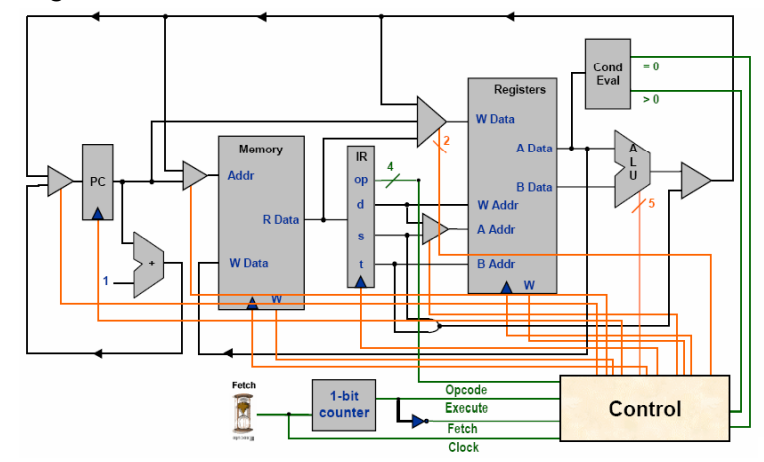 Cond
Eval
= 0
> 0
Registers
W Data
2
A Data
A
L
U
B Data
5
W Addr
A Addr
B Addr
W
IR
op
4
d
s
t
Memory
Addr
R Data
W Data
W
PC
+
1
Fetch
1-bit
counter
Opcode
Execute
Fetch
Clock
Control